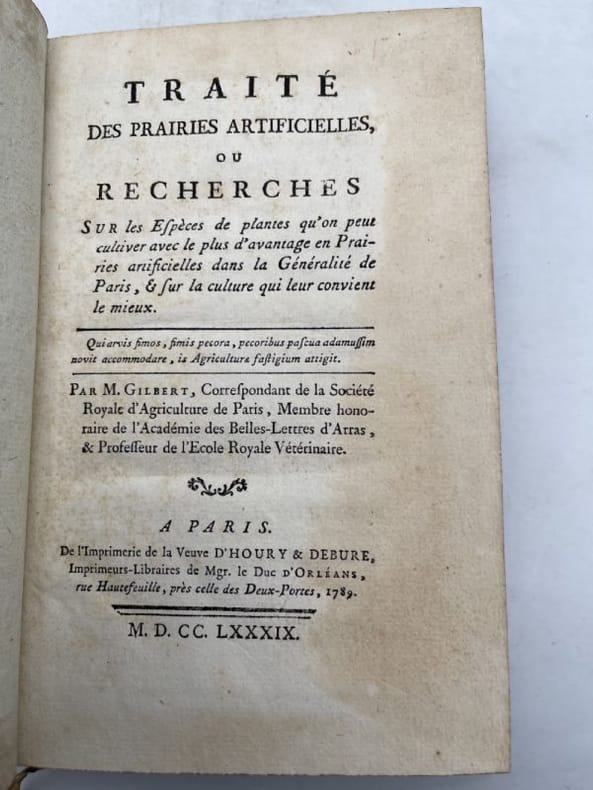 TRAITÉ
DES PRAIRIES ARTIFICIELLES,
OU
RECHERCHES
SUR les Eſpèces de plantes qu'on peut
cultiver avec le plus d'avantage en Prai-
ries artificielles dans la Généralité de
Paris, & ſur la culture qui leur convient
le mieux.
Qui arvis fimos, fimis pecora, pecoribus paſcua adamuſſim
novit accommodare, is Agriculturæ faſtigium attigit.
PAR M. GILBERT, Correſpondant de la Société
Royale d'Agriculture de Paris, Membre hono-
raire de l'Académie des Belles-Lettres d'Arras,
& Profeſſeur de l'Ecole Royale Vétérinaire.
A PARIS.
De l'Imprimerie de la Veuve D'HOURY & DEBURE,
Imprimeurs-Libraires de Mgr. le Duc D'ORLÉANS,
rue Hautefeuille, près celle des Deux-Portes, 1789.
M. D. CC. LXXXIX.